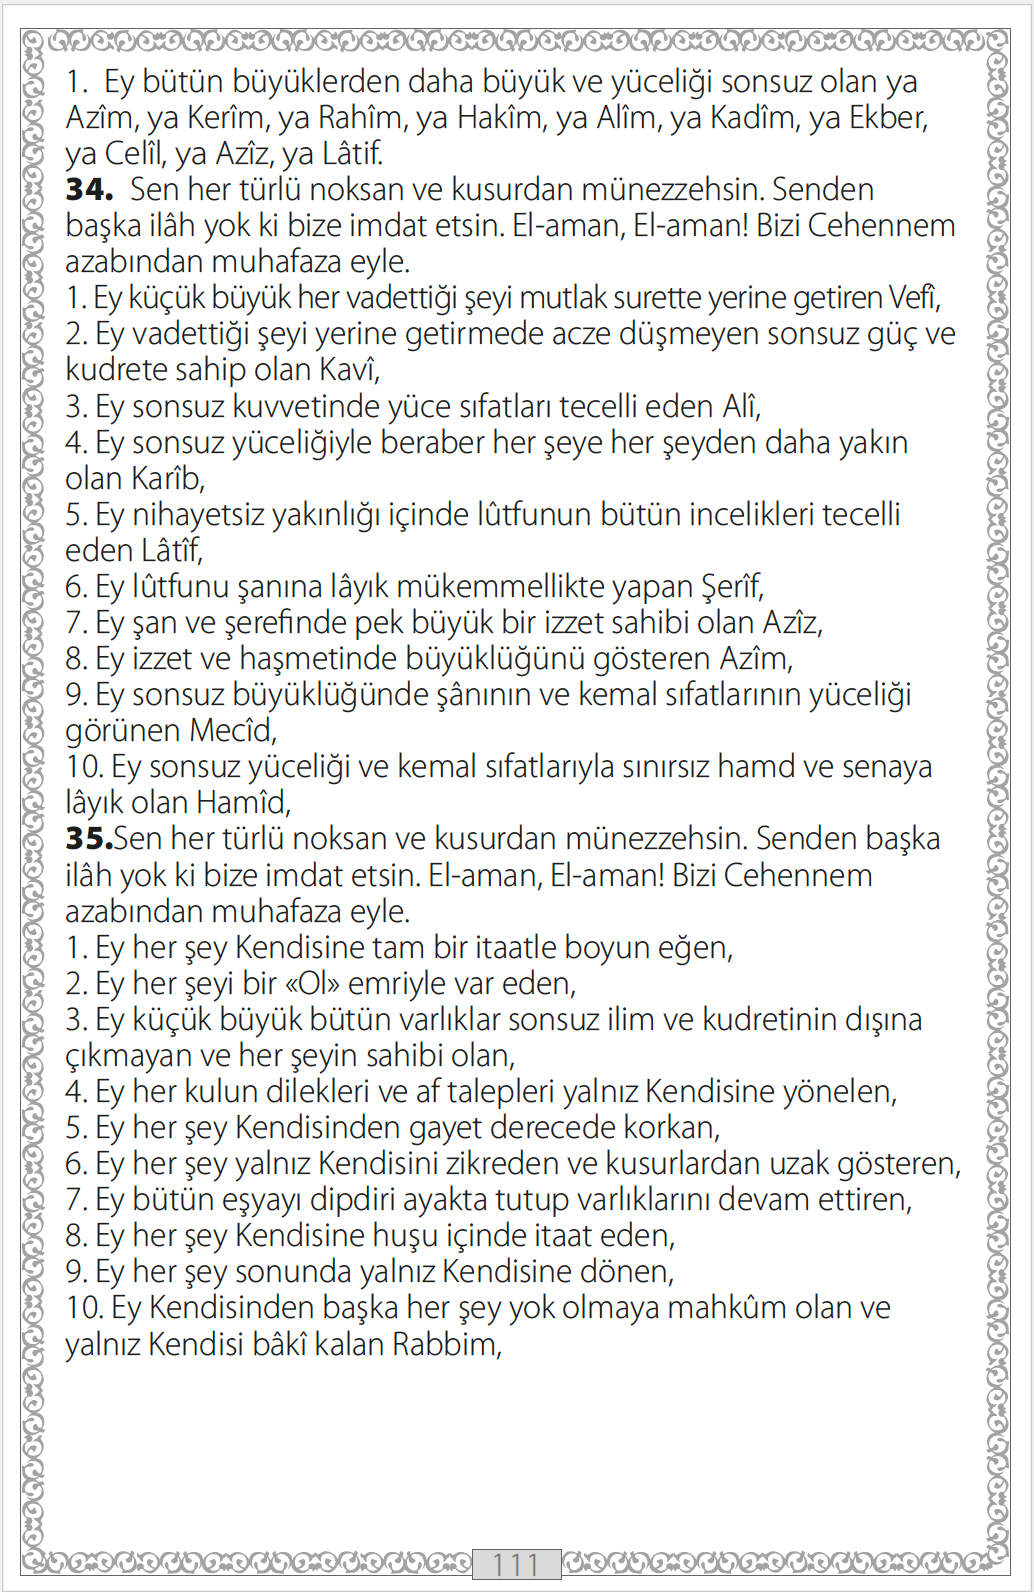 1.  Ey bütün büyüklerden daha büyük ve yüceliği sonsuz olan ya
Azîm, ya Kerîm, ya Rahîm, ya Hakîm, ya Alîm, ya Kadîm, ya Ekber,
ya Celîl, ya Azîz, ya Lâtif.
34.  Sen her türlü noksan ve kusurdan münezzehsin. Senden
başka ilâh yok ki bize imdat etsin. El-aman, El-aman! Bizi Cehennem
azabından muhafaza eyle.
1. Ey küçük büyük her vadettiği şeyi mutlak surette yerine getiren Vefî,
2. Ey vadettiği şeyi yerine getirmede acze düşmeyen sonsuz güç ve
kudrete sahip olan Kavî,
3. Ey sonsuz kuvvetinde yüce sıfatları tecelli eden Alî,
4. Ey sonsuz yüceliğiyle beraber her şeye her şeyden daha yakın
olan Karîb,
5. Ey nihayetsiz yakınlığı içinde lûtfunun bütün incelikleri tecelli
eden Lâtîf,
6. Ey lûtfunu şanına lâyık mükemmellikte yapan Şerîf,
7. Ey şan ve şerefinde pek büyük bir izzet sahibi olan Azîz,
8. Ey izzet ve haşmetinde büyüklüğünü gösteren Azîm,
9. Ey sonsuz büyüklüğünde şânının ve kemal sıfatlarının yüceliği
görünen Mecîd,
10. Ey sonsuz yüceliği ve kemal sıfatlarıyla sınırsız hamd ve senaya
lâyık olan Hamîd,
35.Sen her türlü noksan ve kusurdan münezzehsin. Senden başka
ilâh yok ki bize imdat etsin. El-aman, El-aman! Bizi Cehennem
azabından muhafaza eyle.
1. Ey her şey Kendisine tam bir itaatle boyun eğen,
2. Ey her şeyi bir «Ol» emriyle var eden,
3. Ey küçük büyük bütün varlıklar sonsuz ilim ve kudretinin dışına
çıkmayan ve her şeyin sahibi olan,
4. Ey her kulun dilekleri ve af talepleri yalnız Kendisine yönelen,
5. Ey her şey Kendisinden gayet derecede korkan,
6. Ey her şey yalnız Kendisini zikreden ve kusurlardan uzak gösteren,
7. Ey bütün eşyayı dipdiri ayakta tutup varlıklarını devam ettiren,
8. Ey her şey Kendisine huşu içinde itaat eden,
9. Ey her şey sonunda yalnız Kendisine dönen,
10. Ey Kendisinden başka her şey yok olmaya mahkûm olan ve
yalnız Kendisi bâkî kalan Rabbim,
111